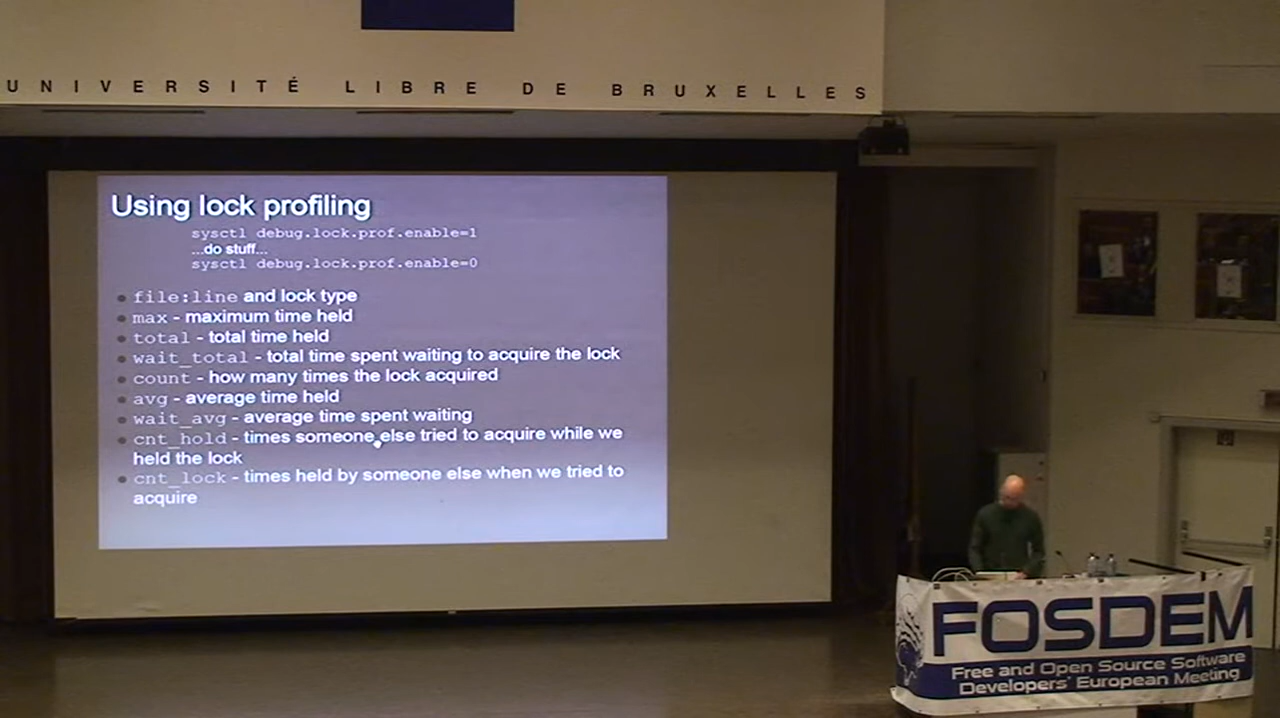 UNIVERSITÉ LIBRE DE BRUXELLES
Using lock profiling
sysctl debug.lock.prof.enable=1
...do stuff...
sysctl debug.lock.prof.enable=0
file:line and lock type
max - maximum time held
total - total time held
wait_total - total time spent waiting to acquire the lock
count - how many times the lock acquired
avg - average time held
wait_avg - average time spent waiting
cnt_hold - times someone else tried to acquire while we
held the lock
cnt_lock - times held by someone else when we tried to
acquire
FOSDEM
Free and Open Source Software
Developers' European Meeting